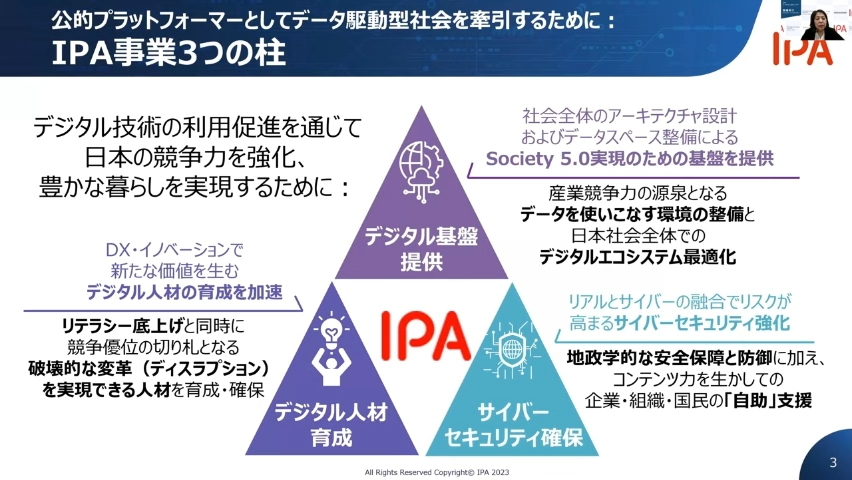 公的プラットフォーマーとしてデータ駆動型社会を牽引するために：
IPA事業3つの柱
IPA
デジタル技術の利用促進を通じて
日本の競争力を強化、
豊かな暮らしを実現するために：
社会全体のアーキテクチャ設計
およびデータスペース整備による
Society 5.0実現のための基盤を提供
産業競争力の源泉となる
データを使いこなす環境の整備と
日本社会全体での
デジタルエコシステム最適化
デジタル基盤
提供
DX・イノベーションで
新たな価値を生む
デジタル人材の育成を加速
リテラシー底上げと同時に
競争優位の切り札となる
破壊的な変革（ディスラプション）
を実現できる人材を育成・確保
IPA
デジタル人材
育成
サイバー
セキュリティ確保
リアルとサイバーの融合でリスクが
高まるサイバーセキュリティ強化
地政学的な安全保障と防御に加え、
コンテンツ力を生かしての
企業・組織・国民の「自助」支援
All Rights Reserved Copyright© IPA 2023
3